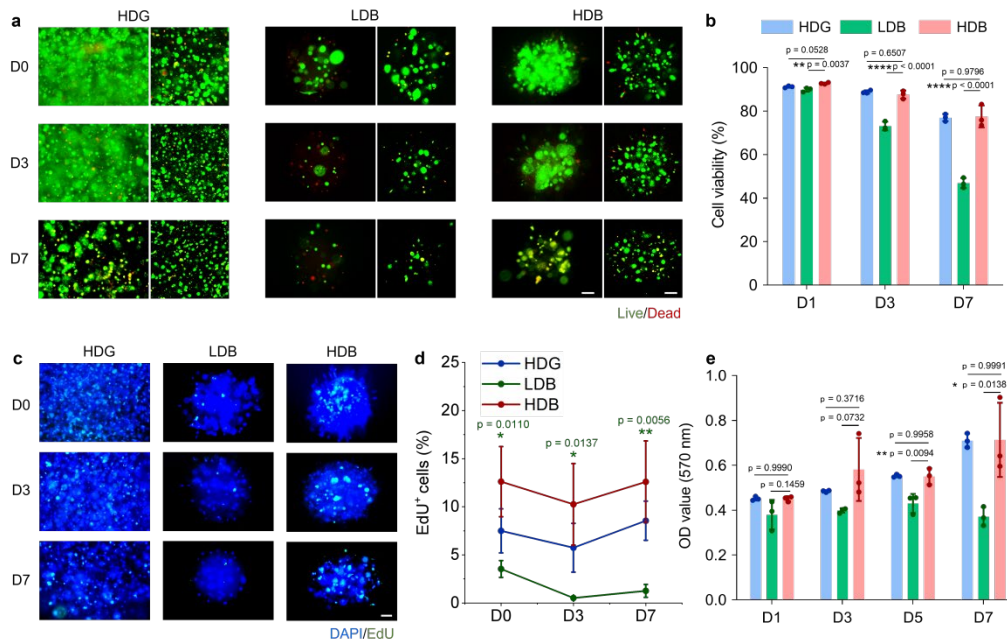 a
HDG LDB HDB
D0
D3
D7
Live/Dead
b
HDG LDB HDB
p = 0.0528
** p = 0.0037
p = 0.6507
**** p < 0.0001
p = 0.9796
**** p < 0.0001
Cell viability (%)
100
80
60
40
80
100
0
D1 D3 D7
c
HDG LDB HDB
D0
D3
D7
DAPI/EdU
d
HDG
LDB
HDB
p = 0.0110
*
p = 0.0137
*
p = 0.0056
**
EdU⁺ cells (%)
25
20
15
10
5
0
D0 D3 D7
e
p = 0.9990
p = 0.1459
p = 0.3716
p = 0.0732
p = 0.9958
** p = 0.0094
p = 0.9991
* p = 0.0138
OD value (570 nm)
1.0
0.8
0.6
0.4
0.2
0.0
D1 D3 D5 D7